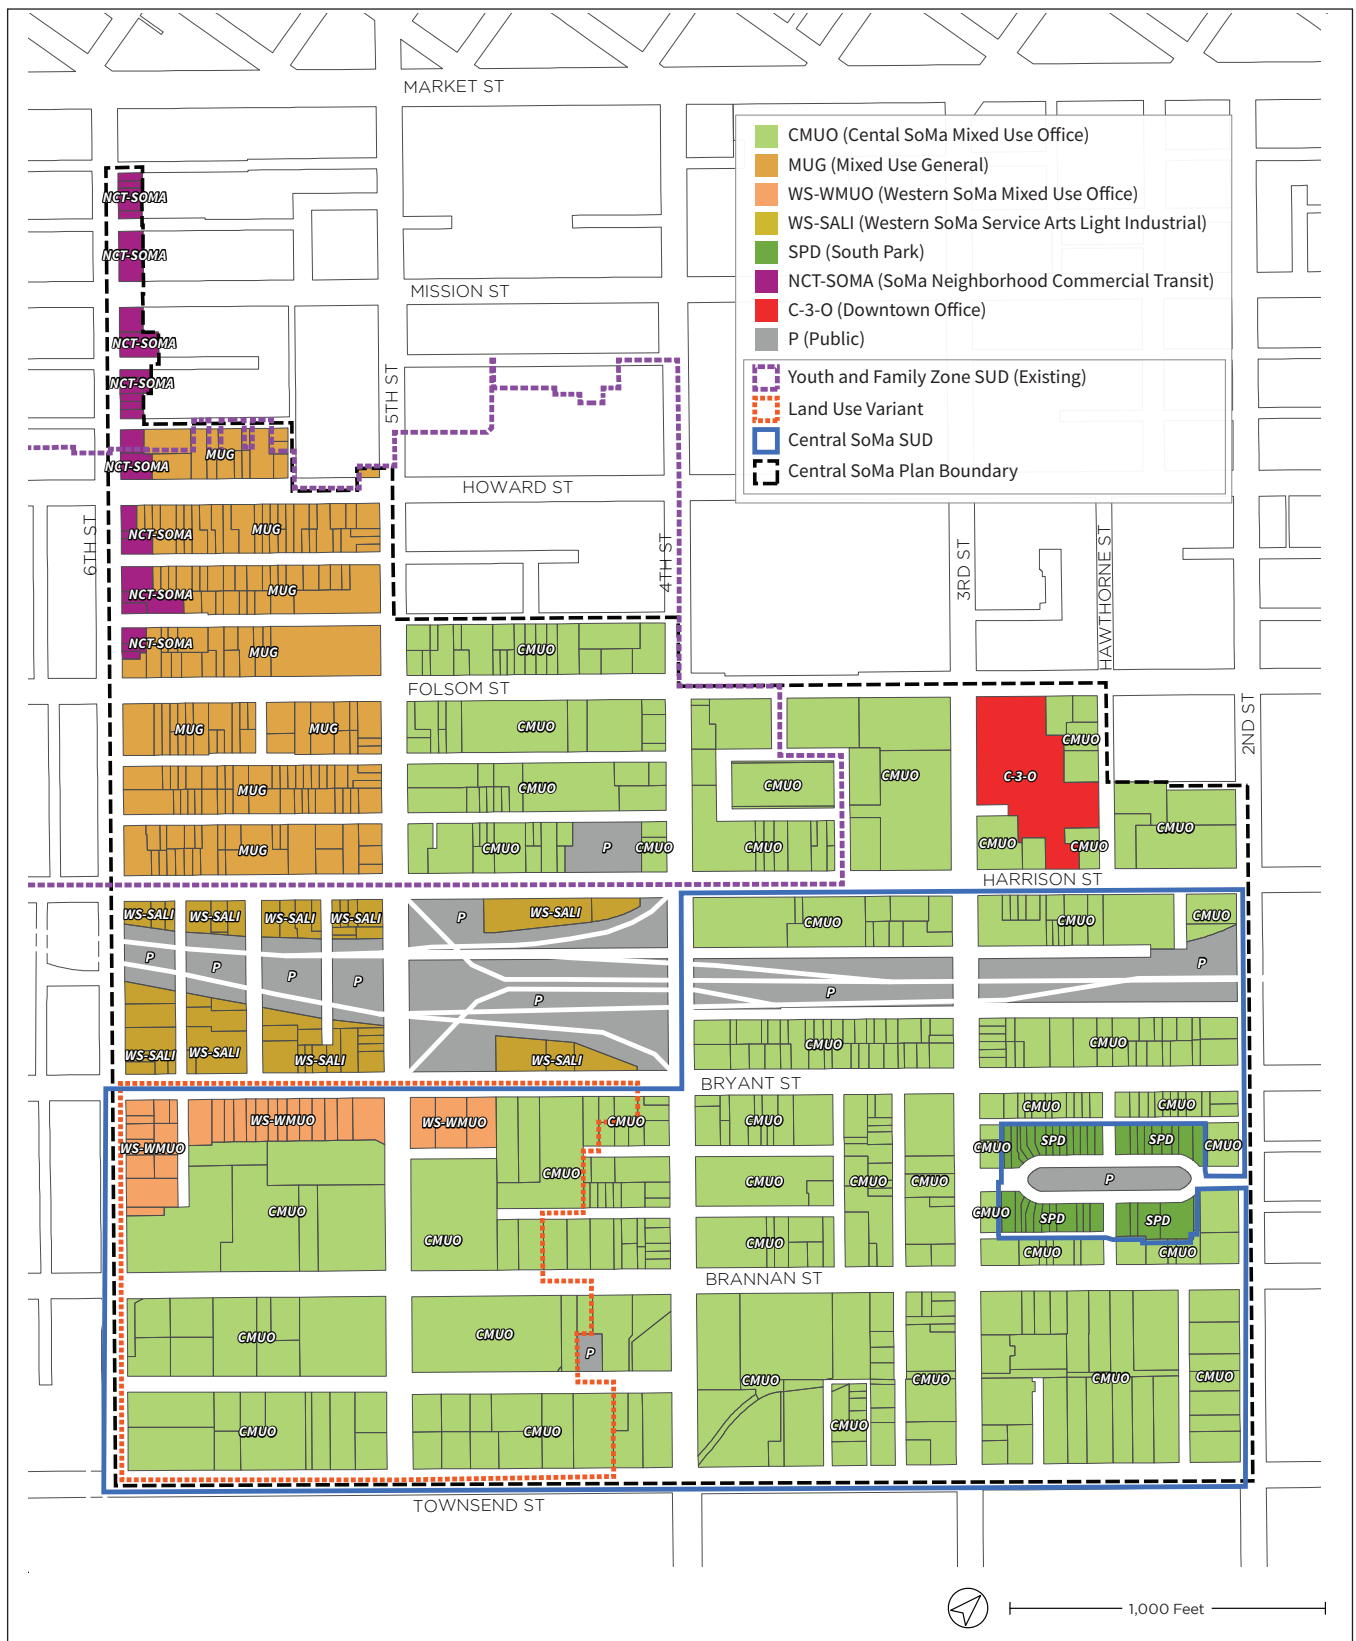 MARKET ST
CMUO (Cental SoMa Mixed Use Office)
MUG (Mixed Use General)
WS-WMUO (Western SoMa Mixed Use Office)
WS-SALI (Western SoMa Service Arts Light Industrial)
SPD (South Park)
NCT-SOMA (SoMa Neighborhood Commercial Transit)
C-3-O (Downtown Office)
P (Public)
Youth and Family Zone SUD (Existing)
Land Use Variant
Central SoMa SUD
Central SoMa Plan Boundary
NCT-SOMA
NCT-SOMA
MISSION ST
NCT-SOMA
NCT-SOMA
5TH ST
MUG
NCT-SOMA
HOWARD ST
6TH ST
NCT-SOMA
MUG
4TH ST
3RD ST
HAWTHORNE ST
NCT-SOMA
MUG
NCT-SOMA
MUG
CMUO
FOLSOM ST
2ND ST
MUG
MUG
CMUO
CMUO
C-3-O
CMUO
MUG
CMUO
CMUO
CMUO
MUG
CMUO
P
CMUO
CMUO
CMUO
CMUO
HARRISON ST
WS-SALI
WS-SALI
WS-SALI
WS-SALI
P
WS-SALI
CMUO
CMUO
CMUO
P
P
P
P
P
P
P
WS-SALI
WS-SALI
WS-SALI
WS-SALI
CMUO
CMUO
BRYANT ST
WS-WMUO
WS-WMUO
WS-WMUO
CMUO
CMUO
CMUO
CMUO
CMUO
SPD
SPD
CMUO
CMUO
CMUO
CMUO
CMUO
CMUO
P
CMUO
CMUO
CMUO
CMUO
SPD
SPD
CMUO
CMUO
CMUO
BRANNAN ST
CMUO
CMUO
P
CMUO
CMUO
CMUO
CMUO
CMUO
CMUO
CMUO
TOWNSEND ST
1,000 Feet